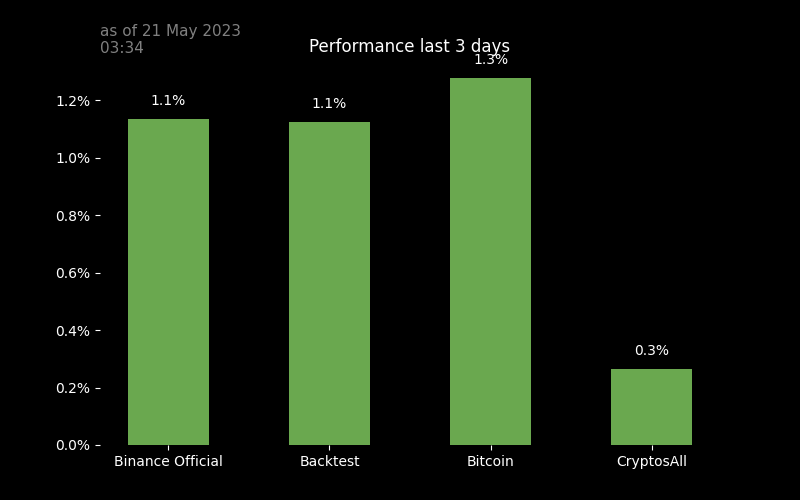 as of 21 May 2023
03:34
Performance last 3 days
1.3%
1.2%
1.1%
1.1%
1.0%
0.8%
0.6%
0.4%
0.3%
0.2%
0.0%
Binance Official
Backtest
Bitcoin
CryptosAll